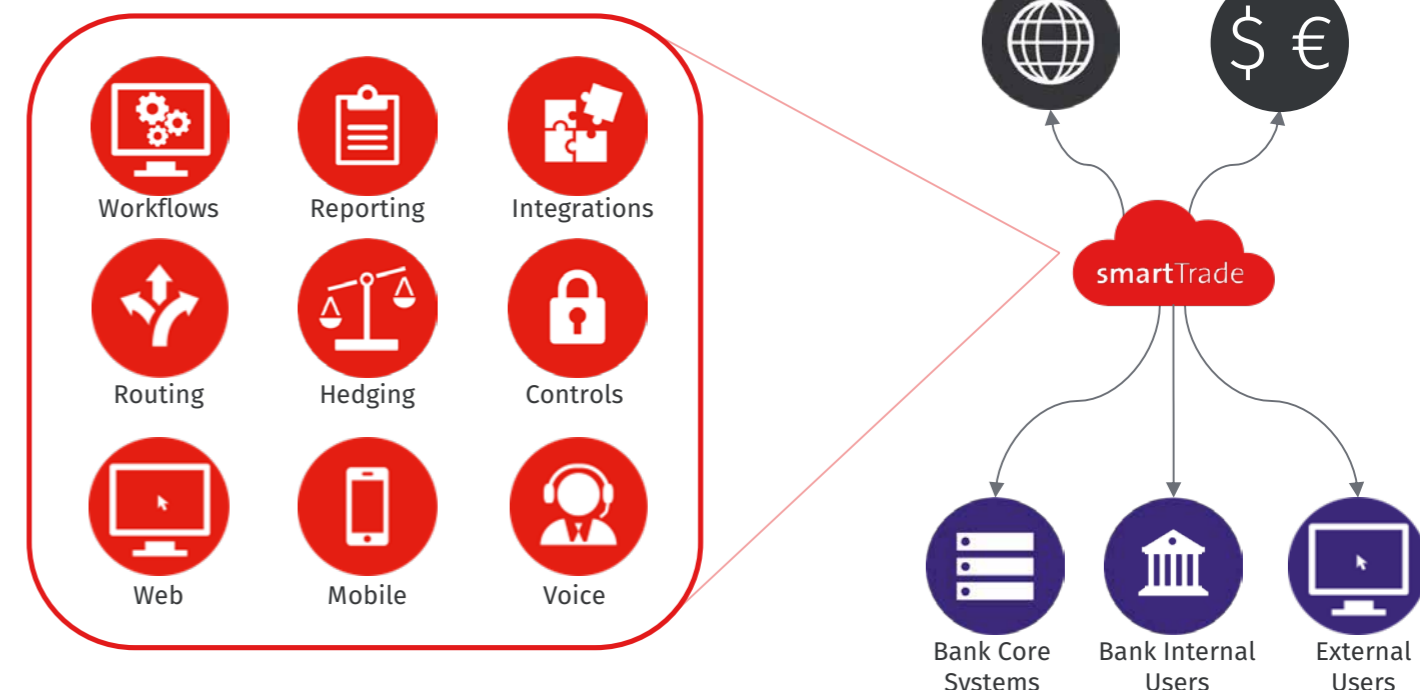 $ €
Workflows
Reporting
Integrations
smartTrade
Routing
Hedging
Controls
Web
Mobile
Voice
Bank Core
Systems
Bank Internal
Users
External
Users